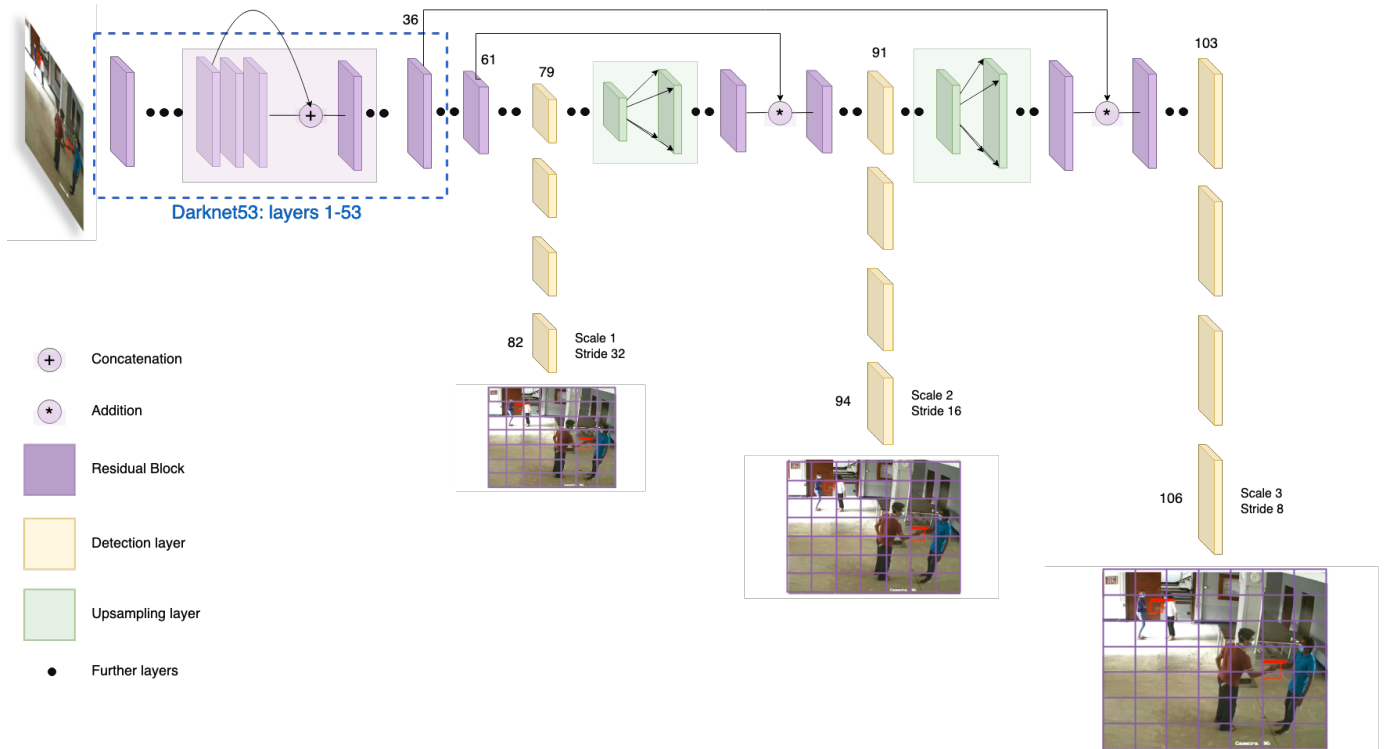 36
61
79
91
103
+
*
*
Darknet53: layers 1-53
82
Scale 1
Stride 32
94
Scale 2
Stride 16
106
Scale 3
Stride 8
+
Concatenation
*
Addition
Residual Block
Detection layer
Upsampling layer
Further layers